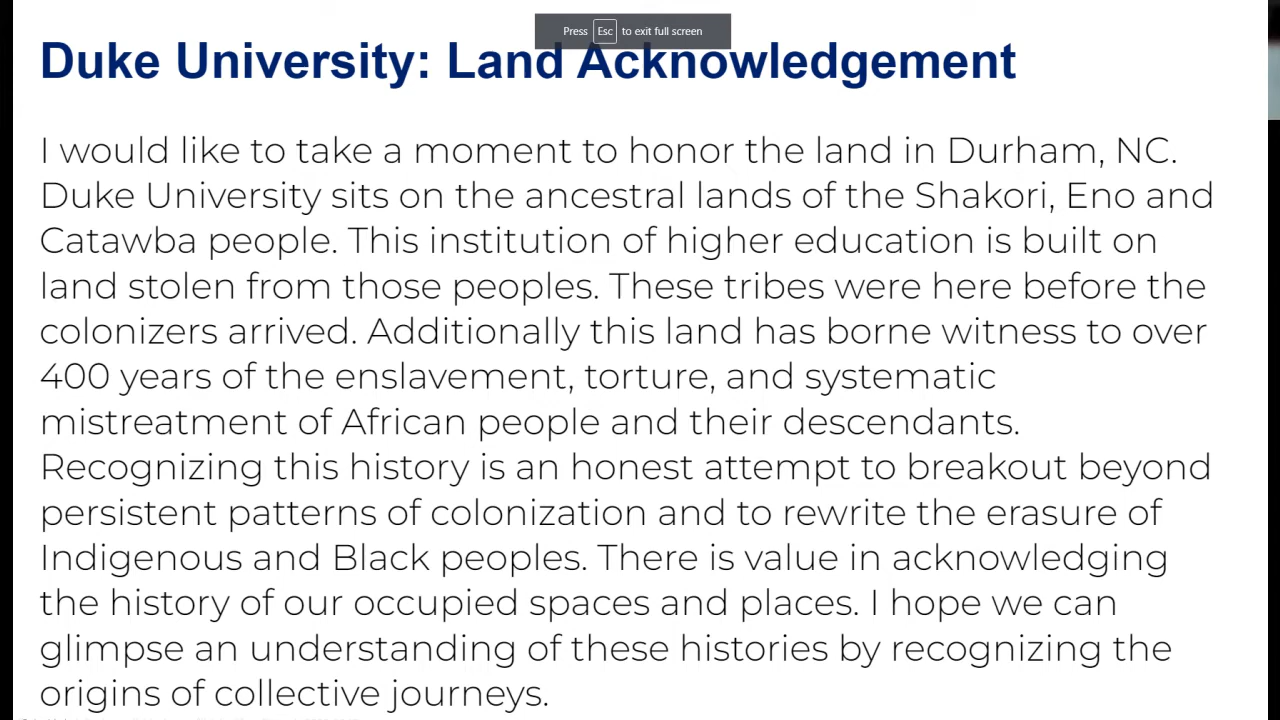 Press Esc to exit full screen
Duke University: Land Acknowledgement
I would like to take a moment to honor the land in Durham, NC.
Duke University sits on the ancestral lands of the Shakori, Eno and
Catawba people. This institution of higher education is built on
land stolen from those peoples. These tribes were here before the
colonizers arrived. Additionally this land has borne witness to over
400 years of the enslavement, torture, and systematic
mistreatment of African people and their descendants.
Recognizing this history is an honest attempt to breakout beyond
persistent patterns of colonization and to rewrite the erasure of
Indigenous and Black peoples. There is value in acknowledging
the history of our occupied spaces and places. I hope we can
glimpse an understanding of these histories by recognizing the
origins of collective journeys.